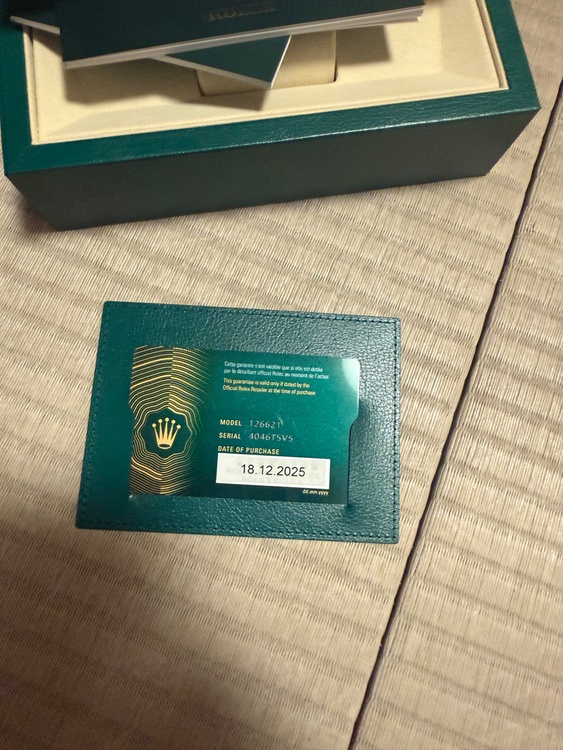 ROLEX
Cette garantie n'est valable que si elle est datée
par le détaillant officiel Rolex au moment de l'achat.
This guarantee is valid only if dated by the
Official Rolex Retailer at the time of purchase
MODEL 126621
SERIAL 4046TSV5
DATE OF PURCHASE
18.12.2025
dd.mm.yyyy